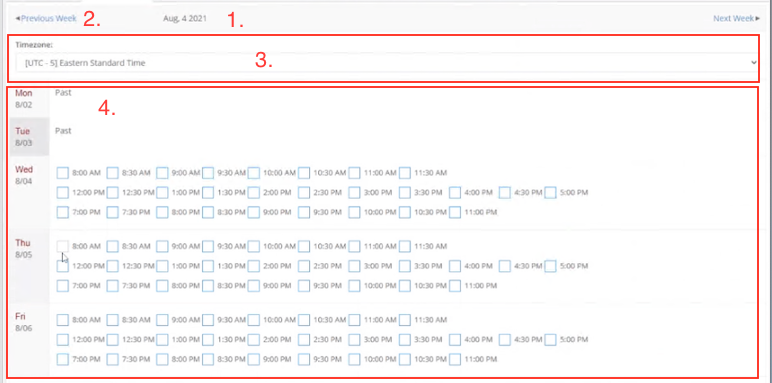 ◄Previous Week 2. Aug, 4 2021 1. Next Week►
Timezone:
[UTC - 5] Eastern Standard Time 3.
4.
Mon Past
8/02
Tue Past
8/03
Wed
8/04
8:00 AM 8:30 AM 9:00 AM 9:30 AM 10:00 AM 10:30 AM 11:00 AM 11:30 AM
12:00 PM 12:30 PM 1:00 PM 1:30 PM 2:00 PM 2:30 PM 3:00 PM 3:30 PM 4:00 PM 4:30 PM 5:00 PM
7:00 PM 7:30 PM 8:00 PM 8:30 PM 9:00 PM 9:30 PM 10:00 PM 10:30 PM 11:00 PM
Thu
8/05
8:00 AM 8:30 AM 9:00 AM 9:30 AM 10:00 AM 10:30 AM 11:00 AM 11:30 AM
12:00 PM 12:30 PM 1:00 PM 1:30 PM 2:00 PM 2:30 PM 3:00 PM 3:30 PM 4:00 PM 4:30 PM 5:00 PM
7:00 PM 7:30 PM 8:00 PM 8:30 PM 9:00 PM 9:30 PM 10:00 PM 10:30 PM 11:00 PM
Fri
8/06
8:00 AM 8:30 AM 9:00 AM 9:30 AM 10:00 AM 10:30 AM 11:00 AM 11:30 AM
12:00 PM 12:30 PM 1:00 PM 1:30 PM 2:00 PM 2:30 PM 3:00 PM 3:30 PM 4:00 PM 4:30 PM 5:00 PM
7:00 PM 7:30 PM 8:00 PM 8:30 PM 9:00 PM 9:30 PM 10:00 PM 10:30 PM 11:00 PM